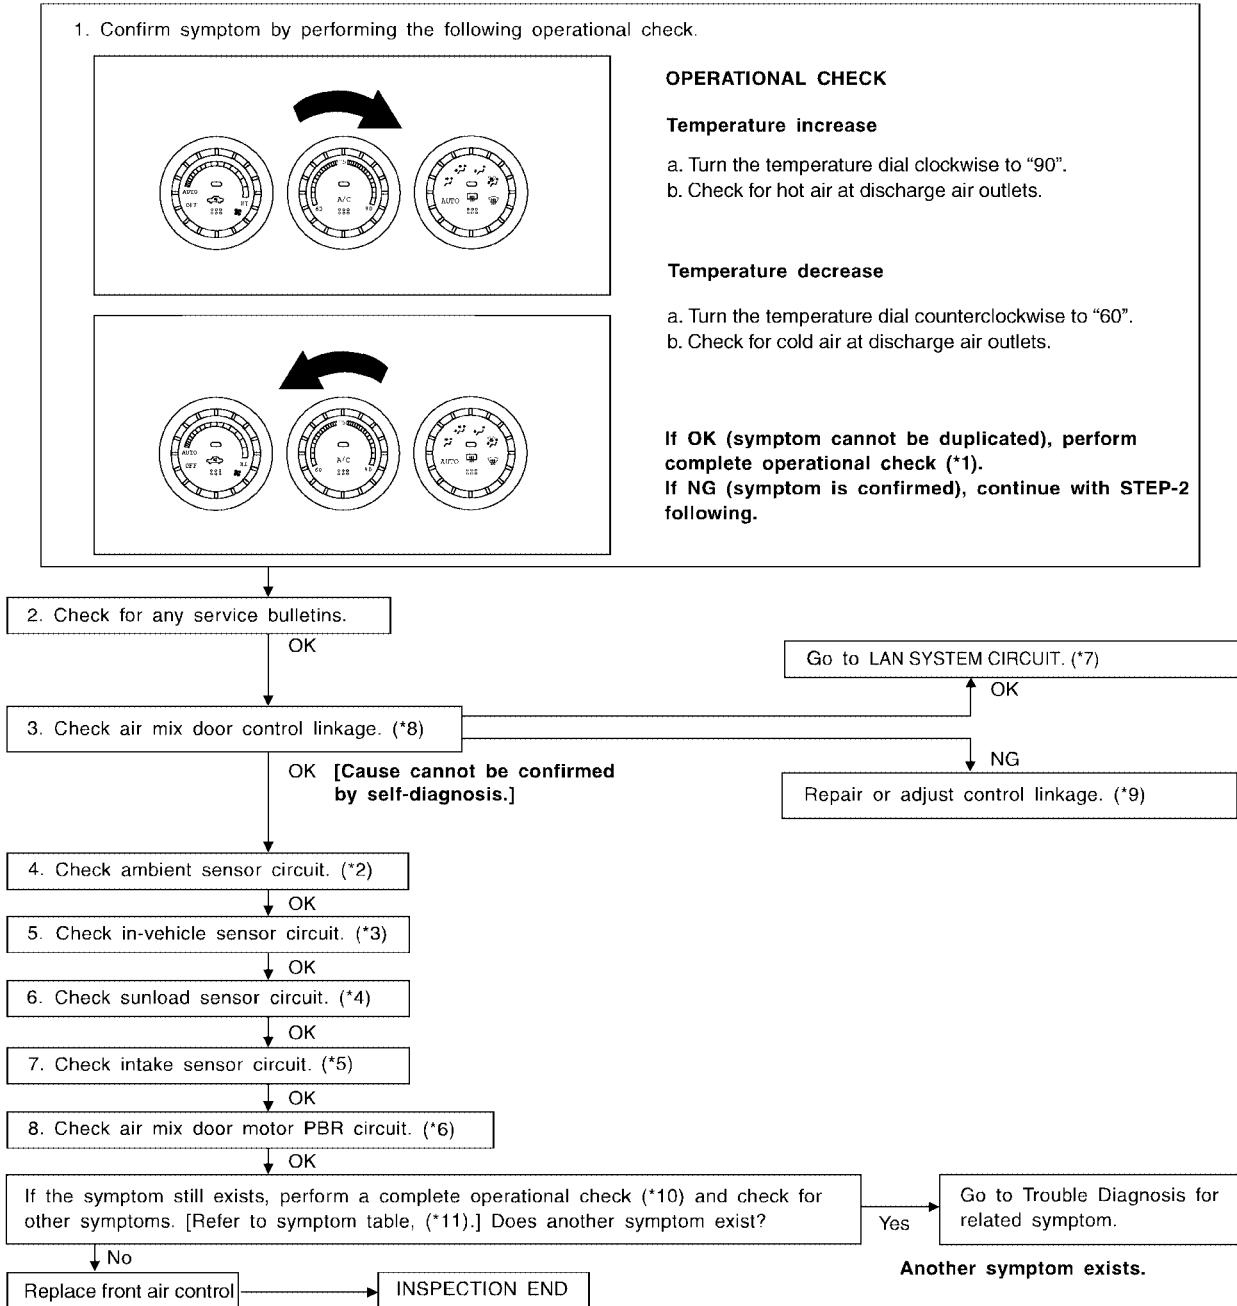 1. Confirm symptom by performing the following operational check.
OPERATIONAL CHECK
Temperature increase
a. Turn the temperature dial clockwise to “90”.
b. Check for hot air at discharge air outlets.
AUTO
OFF
A/C
60
90
AUTO
Temperature decrease
a. Turn the temperature dial counterclockwise to “60”.
b. Check for cold air at discharge air outlets.
AUTO
OFF
A/C
60
90
AUTO
If OK (symptom cannot be duplicated), perform
complete operational check (*1).
If NG (symptom is confirmed), continue with STEP-2
following.
2. Check for any service bulletins.
OK
Go to LAN SYSTEM CIRCUIT. (*7)
OK
3. Check air mix door control linkage. (*8)
NG
OK [Cause cannot be confirmed
by self-diagnosis.]
Repair or adjust control linkage. (*9)
4. Check ambient sensor circuit. (*2)
OK
5. Check in-vehicle sensor circuit. (*3)
OK
6. Check sunload sensor circuit. (*4)
OK
7. Check intake sensor circuit. (*5)
OK
8. Check air mix door motor PBR circuit. (*6)
OK
If the symptom still exists, perform a complete operational check (*10) and check for
other symptoms. [Refer to symptom table, (*11).] Does another symptom exist?
Yes
Go to Trouble Diagnosis for
related symptom.
Another symptom exists.
No
Replace front air control
INSPECTION END